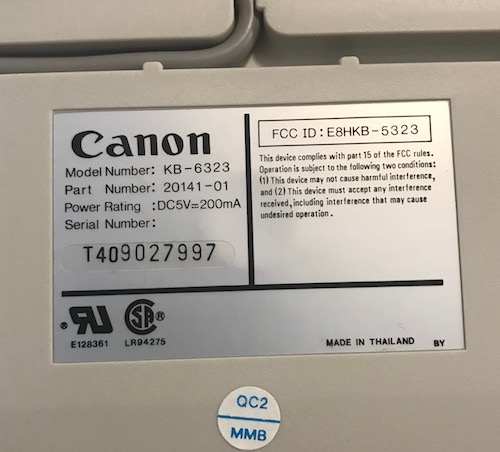 Canon
Model Number: KB-6323
Part Number: 20141-01
Power Rating :DC5V=200mA
Serial Number:
T409027997
FCC ID:E8HKB-5323
This device complies with part 15 of the FCC rules.
Operation is subject to the following two conditions:
(1) This device may not cause harmful interference,
and (2) This device must accept any interference
received, including interference that may cause
undesired operation.
RU
E128361
SA
LR94275
MADE IN THAILAND BY
QC2
MMB